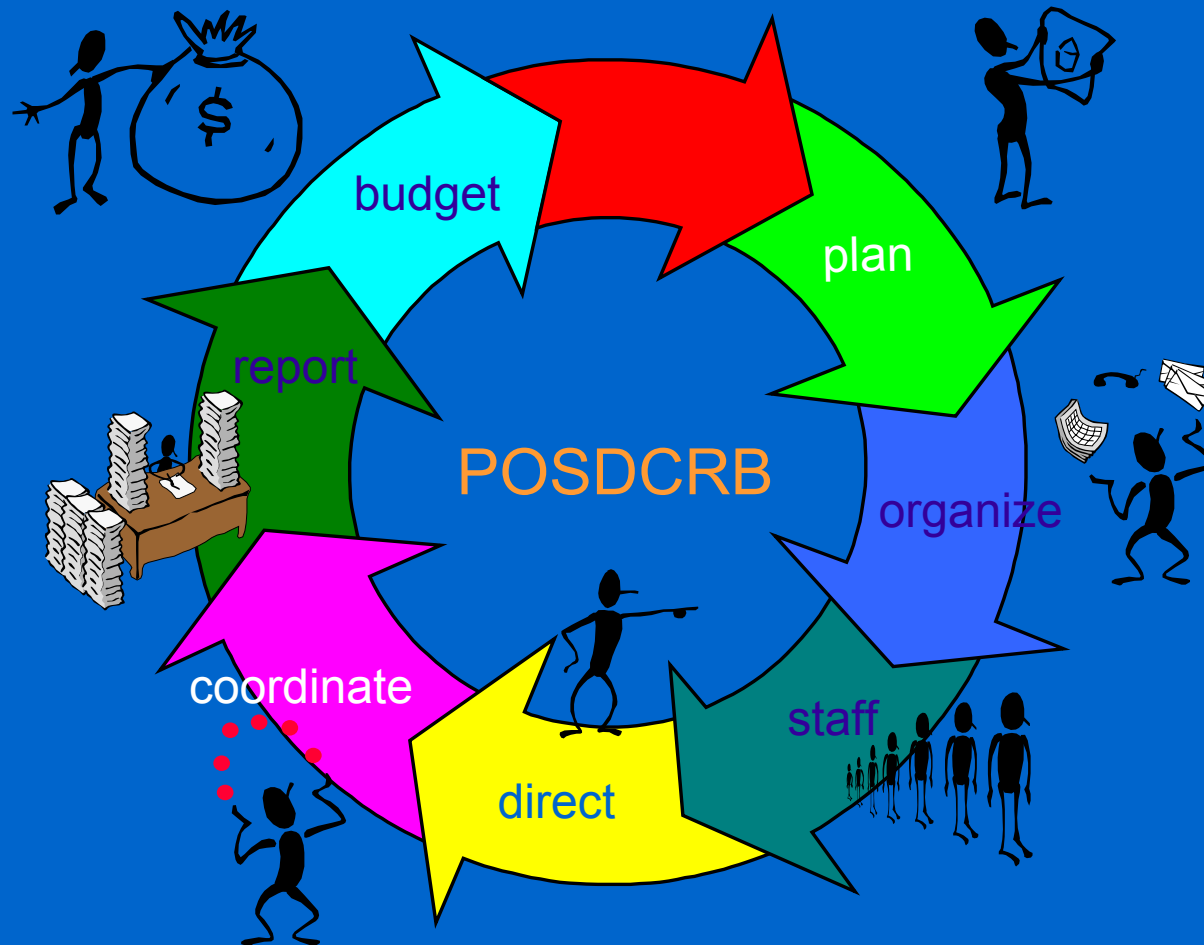 $
budget
plan
report
POSDCRB
organize
coordinate
staff
direct